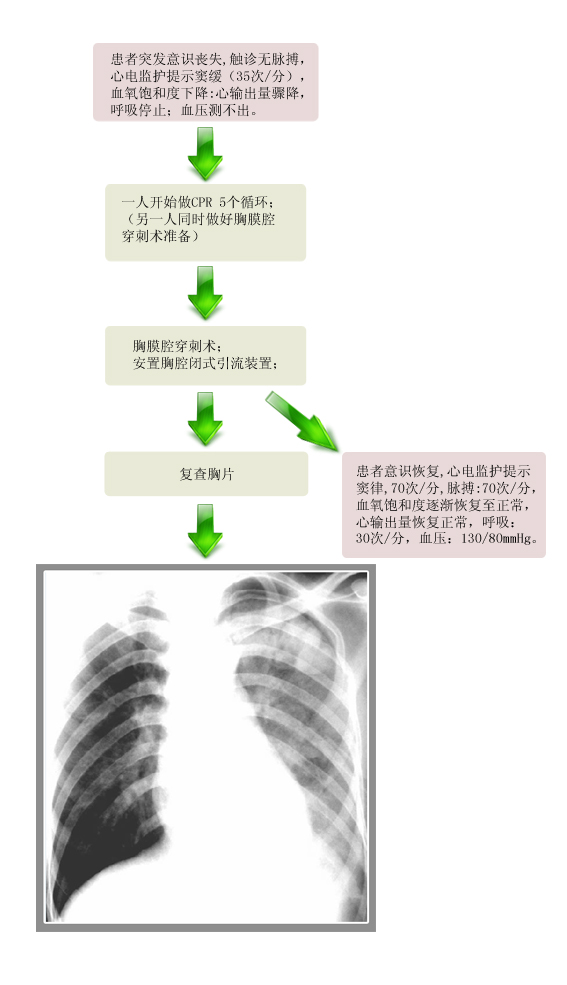 患者突发意识丧失,触诊无脉搏，
心电监护提示窦缓（35次/分），
血氧饱和度下降:心输出量骤降，
呼吸停止；血压测不出。
一人开始做CPR 5个循环；
（另一人同时做好胸膜腔
穿刺术准备）
胸膜腔穿刺术；
安置胸腔闭式引流装置；
复查胸片
患者意识恢复,心电监护提示
窦律,70次/分,脉搏:70次/分，
血氧饱和度逐渐恢复至正常，
心输出量恢复正常，呼吸：
30次/分，血压：130/80mmHg。